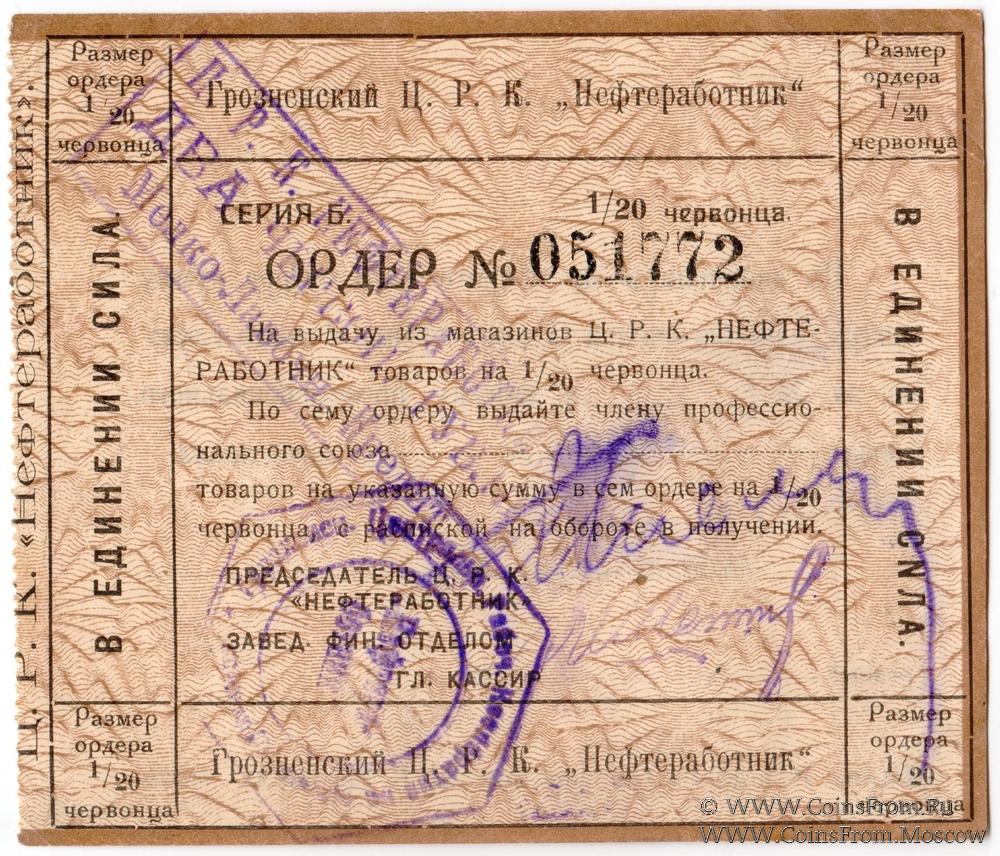 Размер
ордера
1/20
червонца
Грозненский Ц. Р. К. „Нефтеработник“
Размер
ордера
1/20
червонца
Ц. Р. К. «Нефтеработник».
В ЕДИНЕНИИ СИЛА.
СЕРИЯ Б.
1/20 червонца.
ОРДЕР № 051772
На выдачу из магазинов Ц. Р. К. „НЕФТЕ-
РАБОТНИК“ товаров на 1/20 червонца.
По сему ордеру выдайте члену профессио-
нального союза
товаров на указанную сумму в сем ордере на 1/20
червонца, с распиской на обороте в получении.
ПРЕДСЕДАТЕЛЬ Ц. Р. К.
«НЕФТЕРАБОТНИК»
ЗАВЕД. ФИН. ОТДЕЛОМ
ГЛ. КАССИР
В ЕДИНЕНИИ СИЛА.
Размер
ордера
1/20
червонца
Грозненский Ц. Р. К. „Нефтеработник“
Размер
ордера
1/20
червонца
© WWW.CoinsFrom.Ru
WWW.CoinsFrom.Moscow